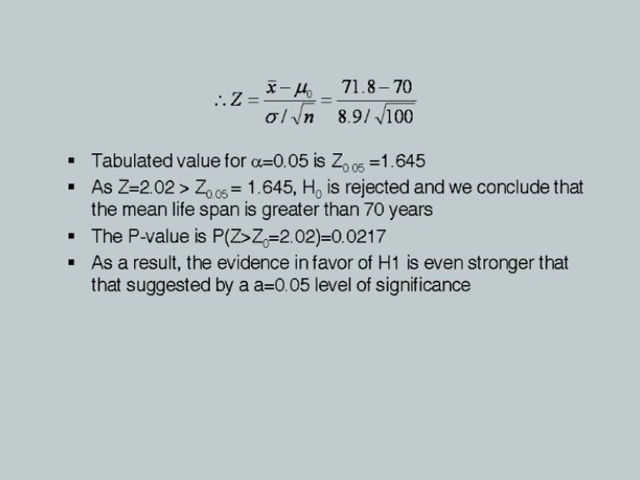 ∴ Z = (x̄ − μ₀) / (σ / √n) = (71.8 − 70) / (8.9 / √100)
▪ Tabulated value for α=0.05 is Z₀.₀₅ =1.645
▪ As Z=2.02 > Z₀.₀₅ = 1.645, H₀ is rejected and we conclude that
the mean life span is greater than 70 years
▪ The P-value is P(Z>Z₀=2.02)=0.0217
▪ As a result, the evidence in favor of H1 is even stronger that
that suggested by a a=0.05 level of significance